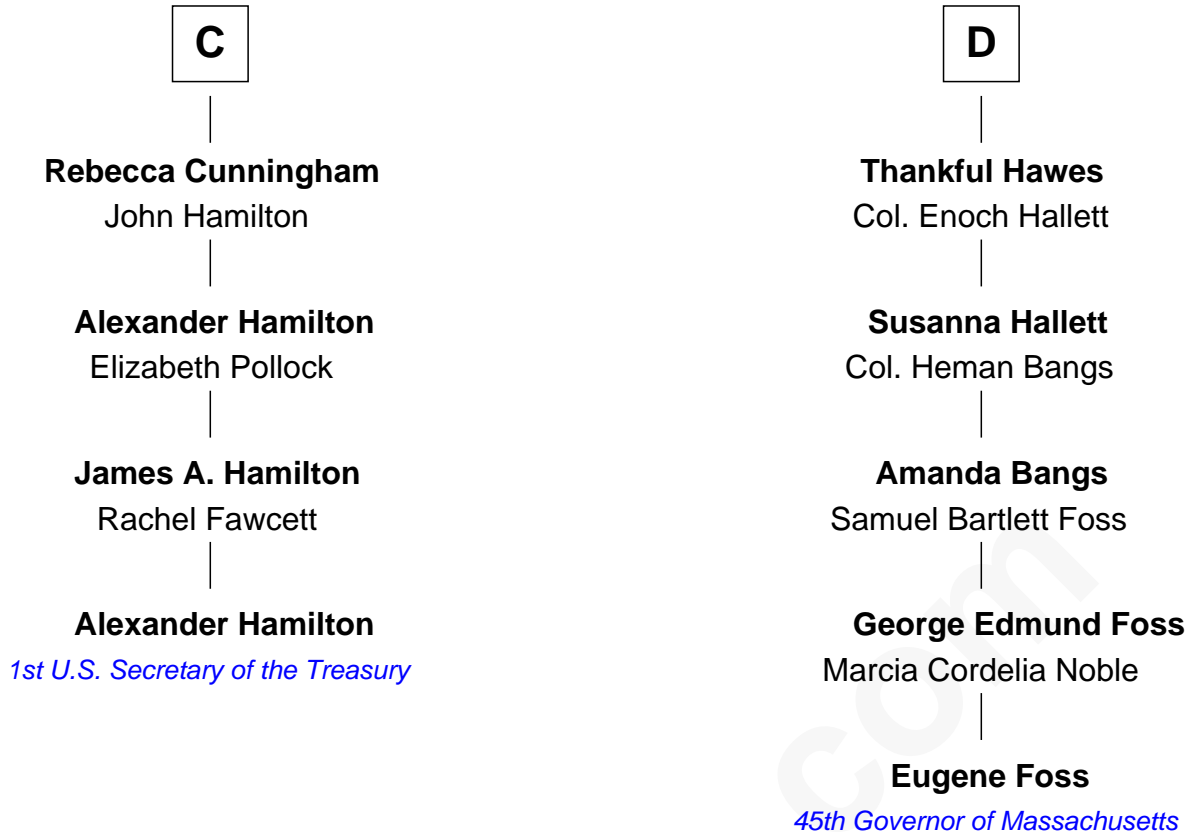 C
Rebecca Cunningham
John Hamilton
Alexander Hamilton
Elizabeth Pollock
James A. Hamilton
Rachel Fawcett
Alexander Hamilton
1st U.S. Secretary of the Treasury
D
Thankful Hawes
Col. Enoch Hallett
Susanna Hallett
Col. Heman Bangs
Amanda Bangs
Samuel Bartlett Foss
George Edmund Foss
Marcia Cordelia Noble
Eugene Foss
45th Governor of Massachusetts
com